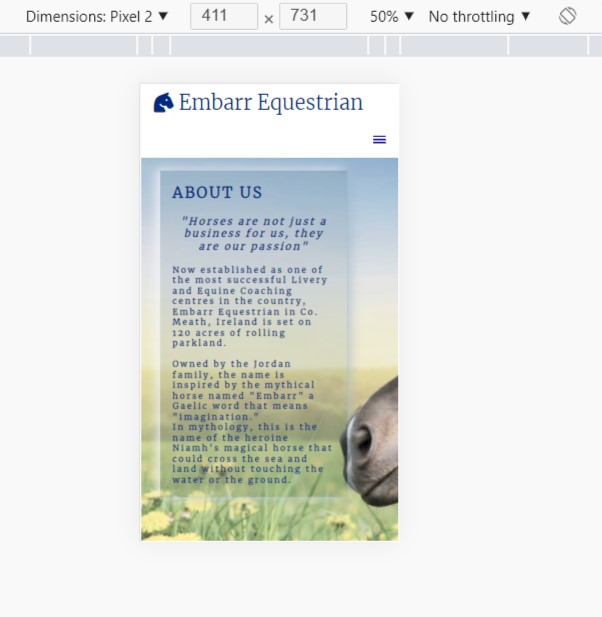 Dimensions: Pixel 2 ▼ 411 × 731 50% ▼ No throttling ▼
Embarr Equestrian
ABOUT US
"Horses are not just a
business for us, they
are our passion"
Now established as one of
the most successful Livery
and Equine Coaching
centres in the country,
Embarr Equestrian in Co.
Meath, Ireland is set on
120 acres of rolling
parkland.
Owned by the Jordan
family, the name is
inspired by the mythical
horse named "Embarr" a
Gaelic word that means
"imagination."
In mythology, this is the
name of the heroine
Niamh's magical horse that
could cross the sea and
land without touching the
water or the ground.